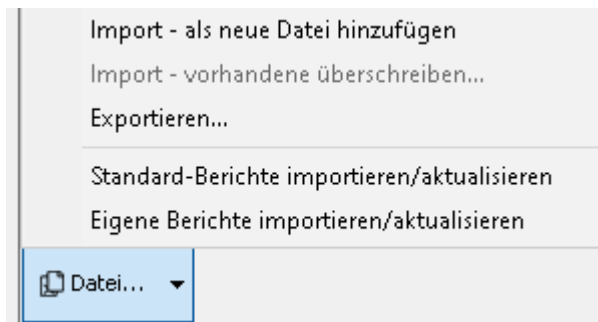 Import - als neue Datei hinzufügen
Import - vorhandene überschreiben...
Exportieren...
Standard-Berichte importieren/aktualisieren
Eigene Berichte importieren/aktualisieren
Datei...